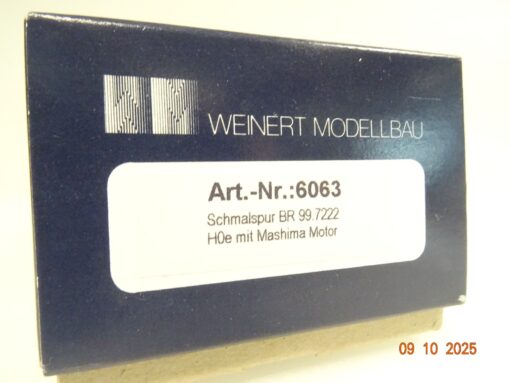 WEINERT MODELLBAU
Art.-Nr.:6063
Schmalspur BR 99.7222
H0e mit Mashima Motor
09 10 2025